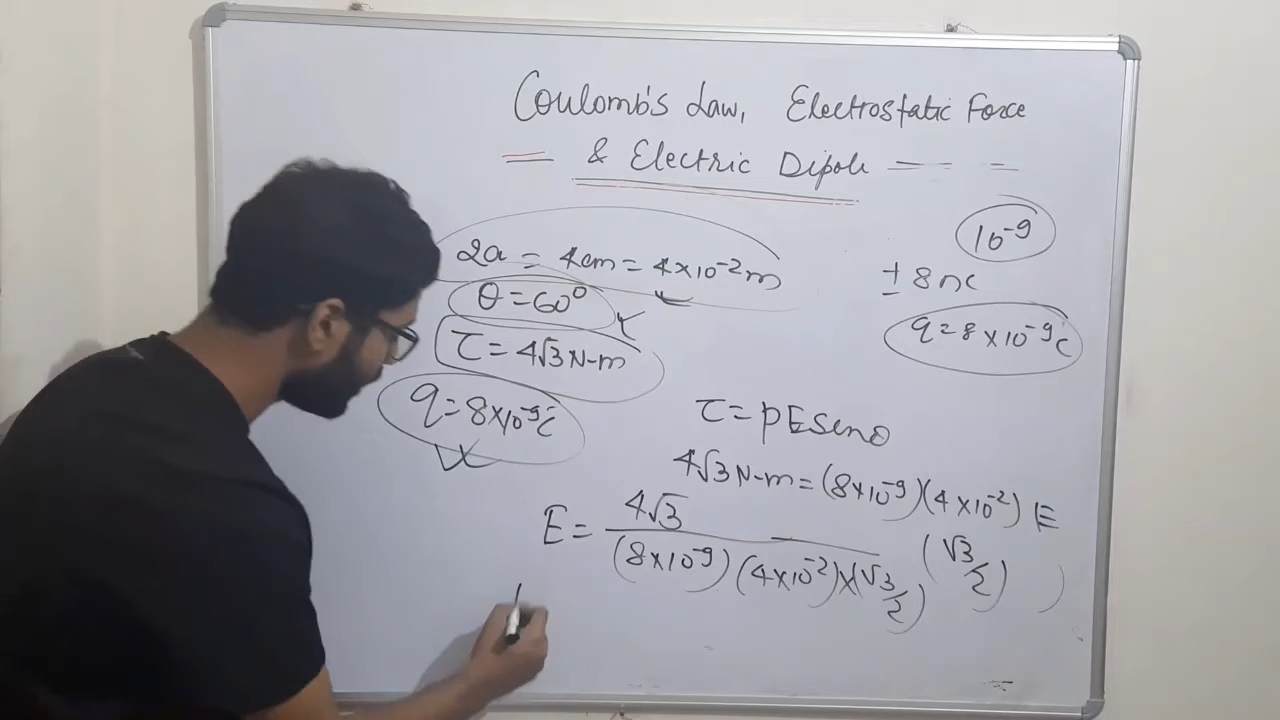 Coulomb's Law, Electrostatic Force
& Electric Dipole
2a = 4cm = 4×10⁻²m
θ = 60°
τ = 4√3 N-m
q = 8×10⁻⁹C
10⁻⁹
± 8nC
q = 8×10⁻⁹C
τ = pEsinθ
4√3 N-m = (8×10⁻⁹)(4×10⁻²) E
(√3/2)
E = 4√3 / (8×10⁻⁹)(4×10⁻²)×(√3/2)